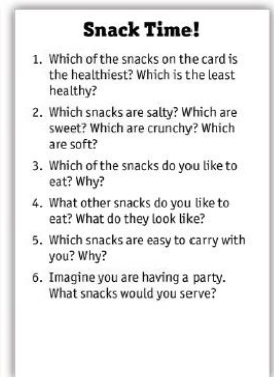 Snack Time!
1. Which of the snacks on the card is
the healthiest? Which is the least
healthy?
2. Which snacks are salty? Which are
sweet? Which are crunchy? Which
are soft?
3. Which of the snacks do you like to
eat? Why?
4. What other snacks do you like to
eat? What do they look like?
5. Which snacks are easy to carry with
you? Why?
6. Imagine you are having a party.
What snacks would you serve?